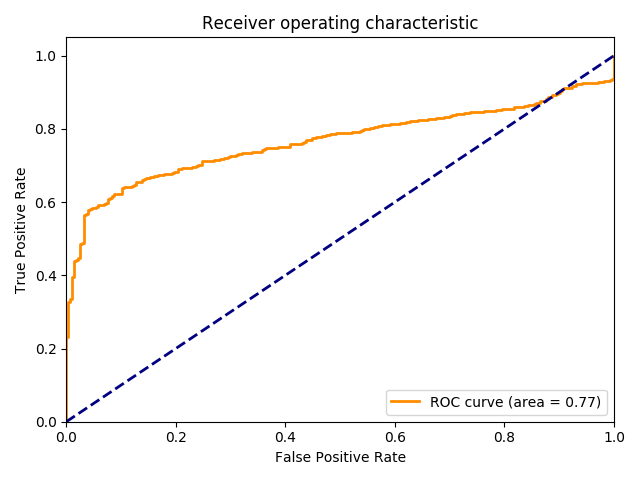 Receiver operating characteristic
1.0
0.8
0.6
0.4
0.2
0.0
True Positive Rate
ROC curve (area = 0.77)
0.0 0.2 0.4 0.6 0.8 1.0
False Positive Rate